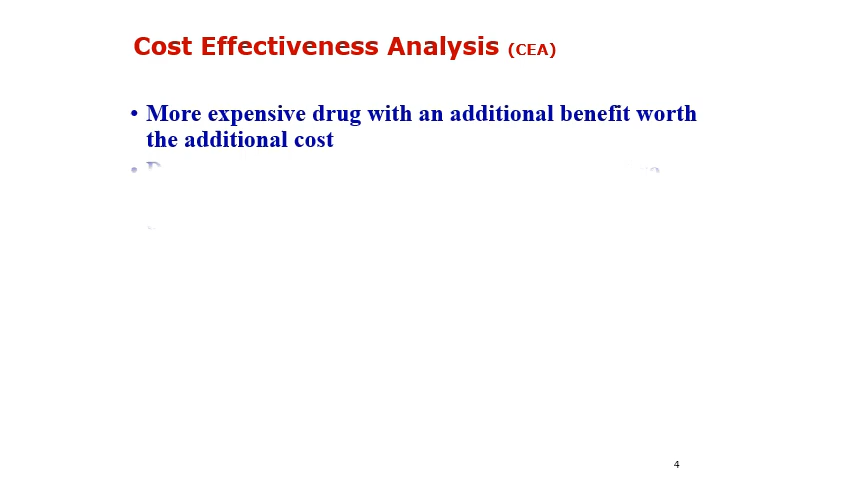 Cost Effectiveness Analysis (CEA)
• More expensive drug with an additional benefit worth
the additional cost
4